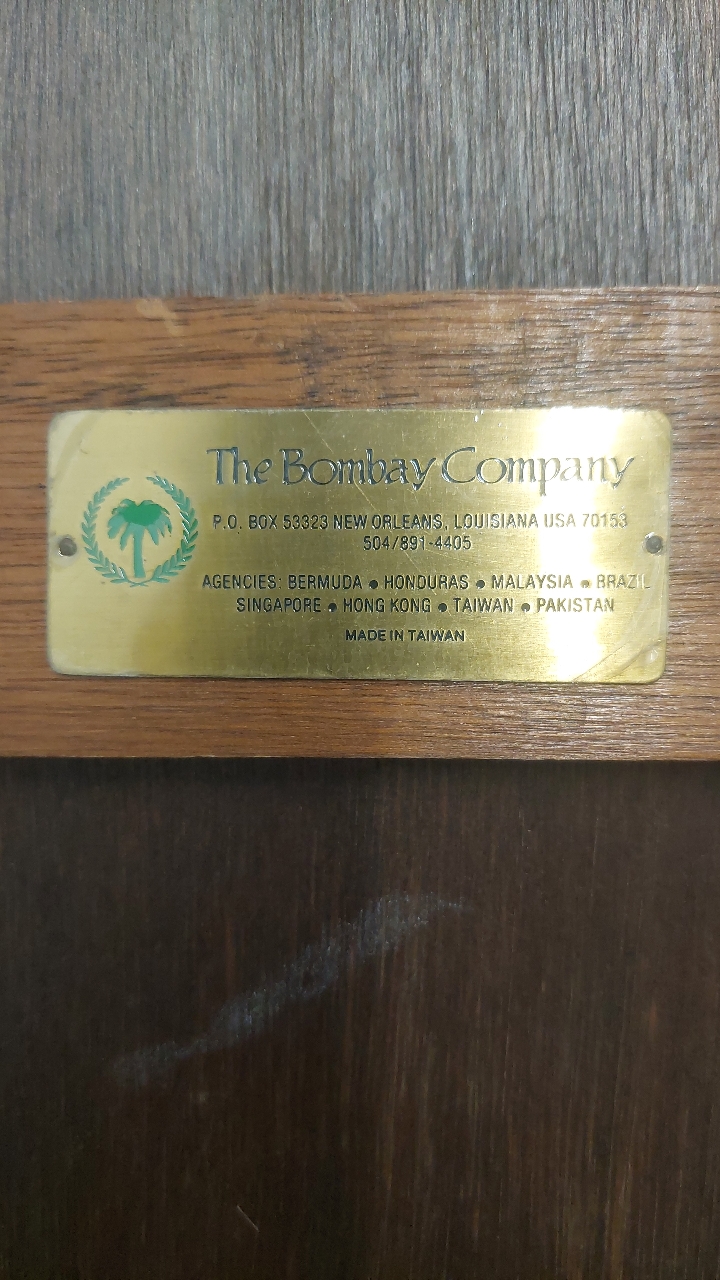 The Bombay Company
P.O. BOX 53323 NEW ORLEANS, LOUISIANA USA 70153
504/891-4405
AGENCIES: BERMUDA • HONDURAS • MALAYSIA • BRAZIL
SINGAPORE • HONG KONG • TAIWAN • PAKISTAN
MADE IN TAIWAN